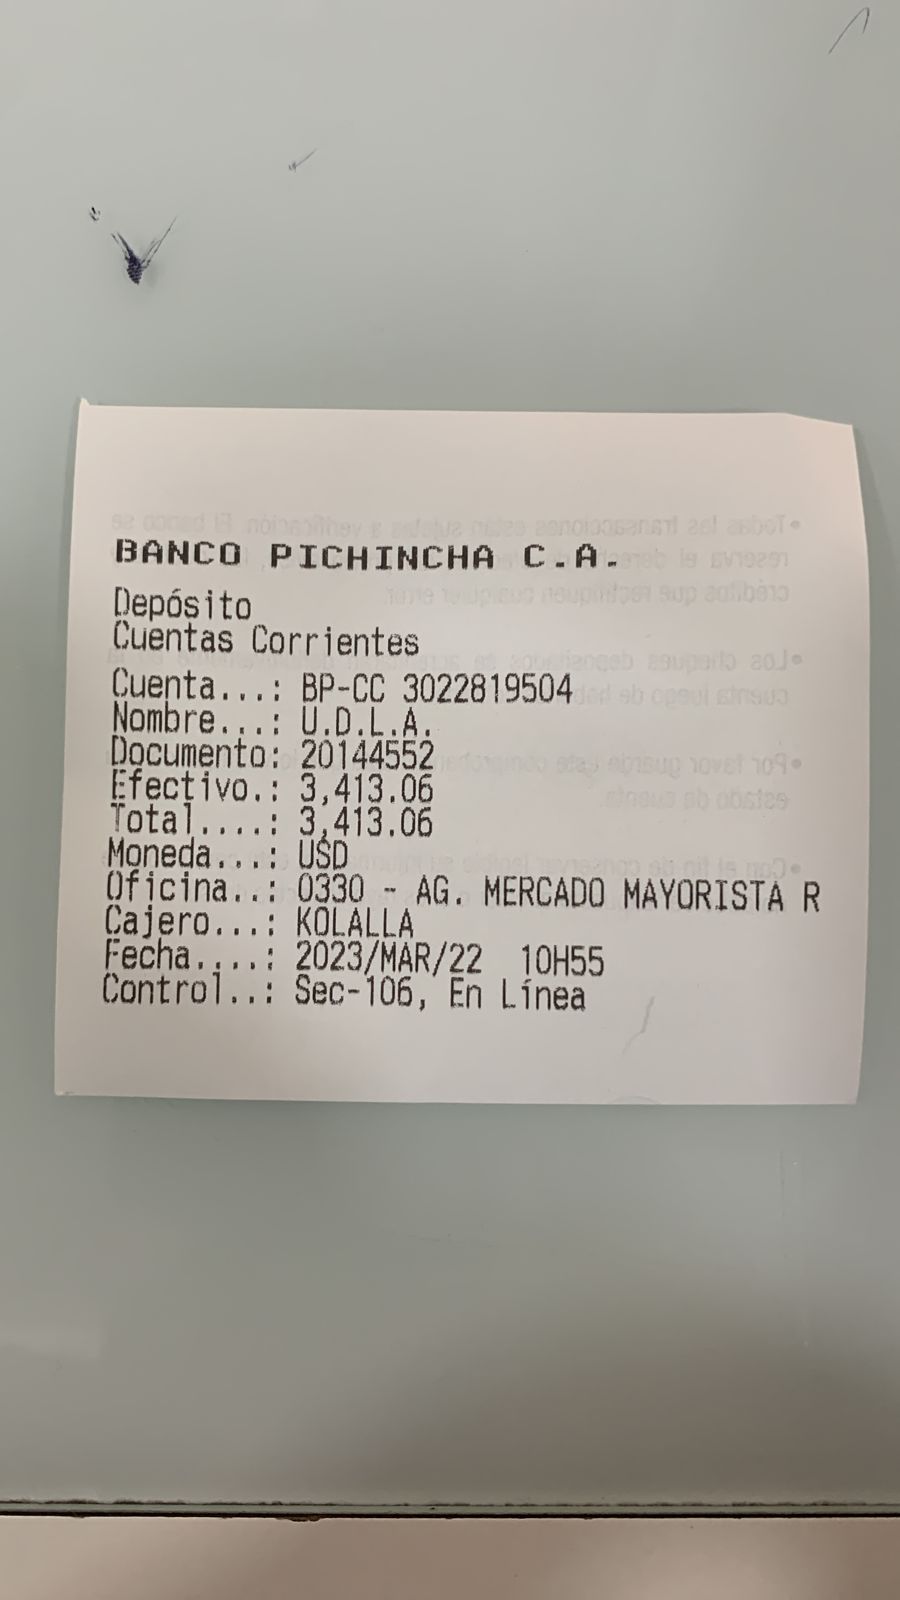 BANCO PICHINCHA C.A.
Depósito
Cuentas Corrientes
Cuenta...: BP-CC 3022819504
Nombre...: U.D.L.A.
Documento: 20144552
Efectivo.: 3,413.06
Total....: 3,413.06
Moneda...: USD
Oficina..: 0330 - AG. MERCADO MAYORISTA R
Cajero...: KOLALLA
Fecha....: 2023/MAR/22 10H55
Control..: Sec-106, En Línea